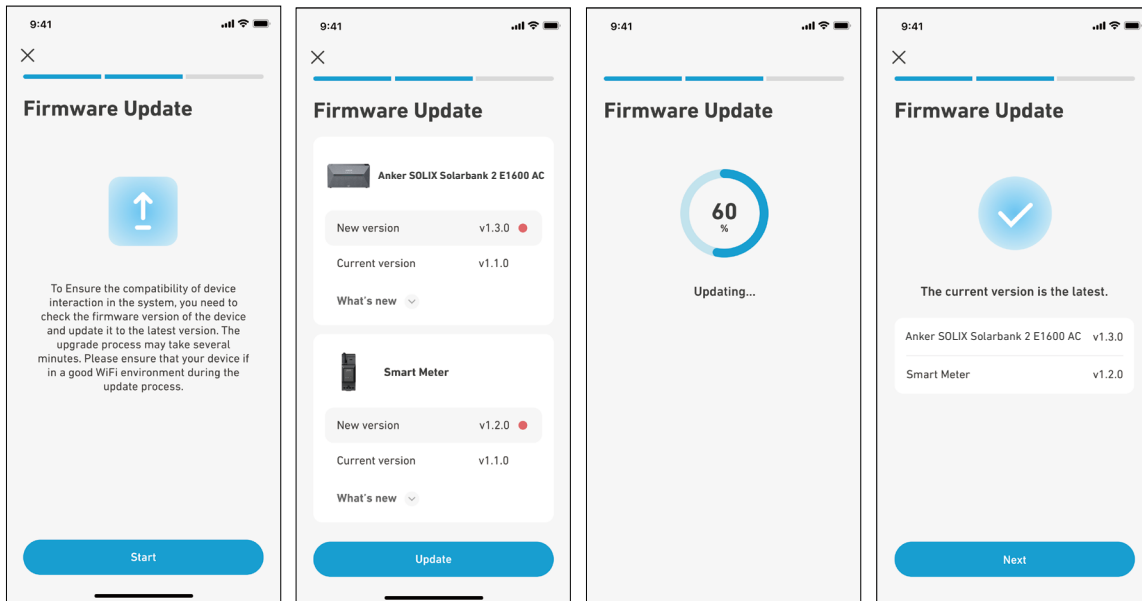 9:41
Firmware Update
To Ensure the compatibility of device
interaction in the system, you need to
check the firmware version of the device
and update it to the latest version. The
upgrade process may take several
minutes. Please ensure that your device if
in a good WiFi environment during the
update process.
Start
9:41
Firmware Update
Anker SOLIX Solarbank 2 E1600 AC
New version v1.3.0
Current version v1.1.0
What's new
Smart Meter
New version v1.2.0
Current version v1.1.0
What's new
Update
9:41
Firmware Update
60
%
Updating...
9:41
Firmware Update
The current version is the latest.
Anker SOLIX Solarbank 2 E1600 AC v1.3.0
Smart Meter v1.2.0
Next